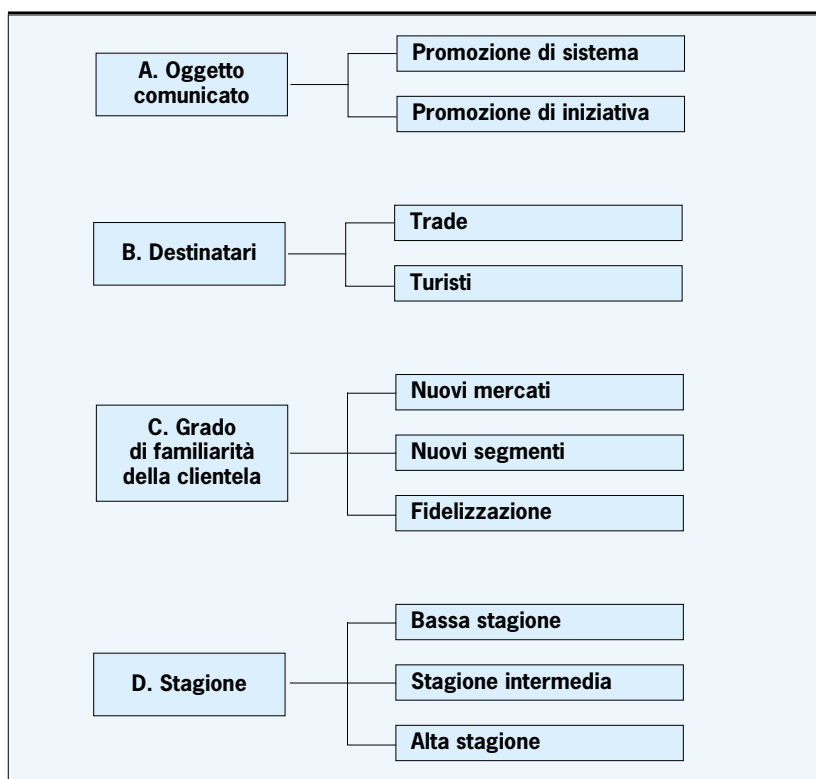 A. Oggetto
comunicato
Promozione di sistema
Promozione di iniziativa
B. Destinatari
Trade
Turisti
C. Grado
di familiarità
della clientela
Nuovi mercati
Nuovi segmenti
Fidelizzazione
D. Stagione
Bassa stagione
Stagione intermedia
Alta stagione